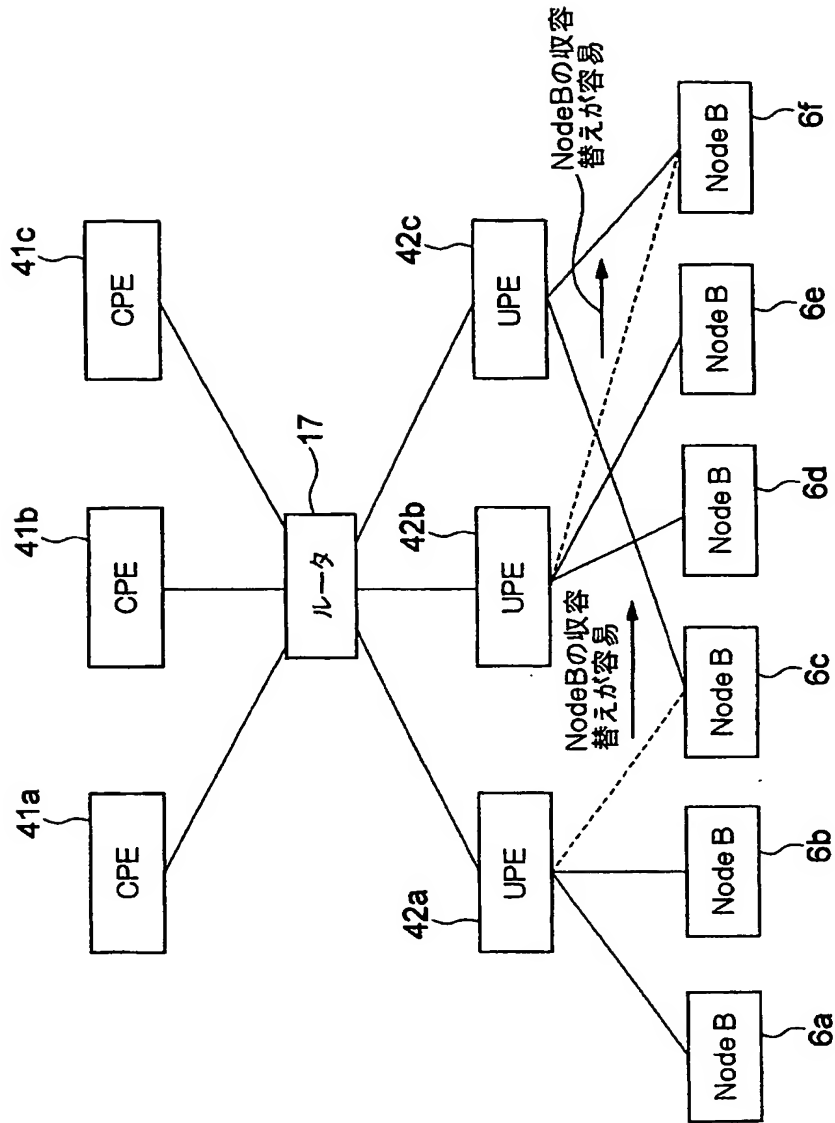 41a
41b
41c
CPE
CPE
CPE
17
ルータ
42a
42b
42c
UPE
UPE
UPE
NodeBの収容
替えが容易
NodeBの収容
替えが容易
Node B
Node B
Node B
Node B
Node B
Node B
6a
6b
6c
6d
6e
6f